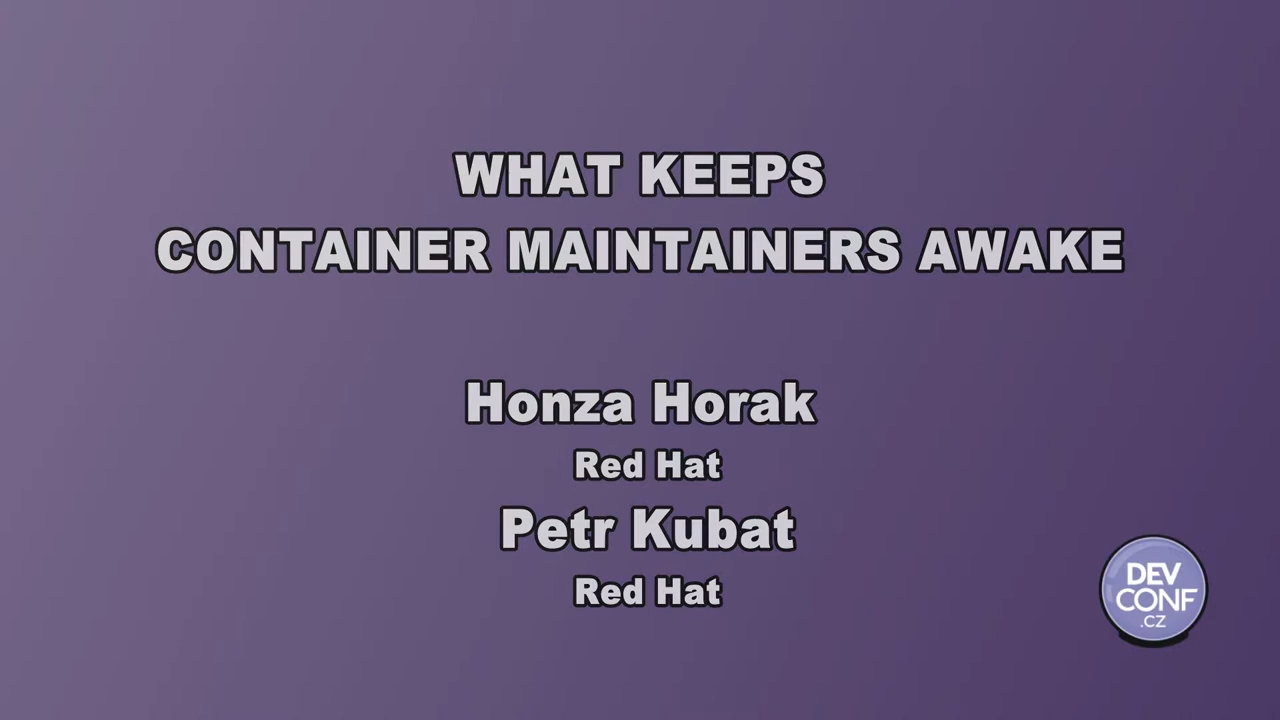 WHAT KEEPS
CONTAINER MAINTAINERS AWAKE
Honza Horak
Red Hat
Petr Kubat
Red Hat
DEV
CONF
.CZ